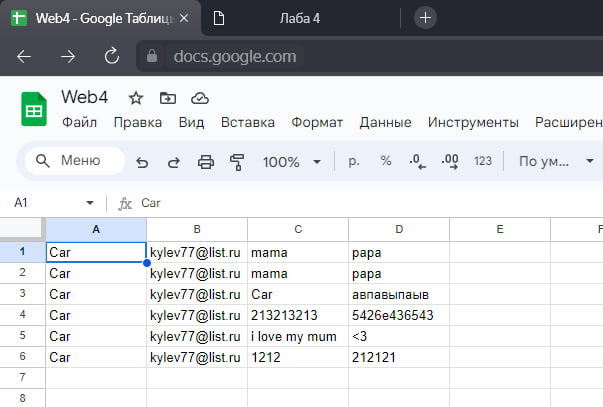 Web4 - Google Таблицы
Лаба 4
docs.google.com
Web4
Файл Правка Вид Вставка Формат Данные Инструменты Расширен
Меню 100% р. % .0 .00 123 По ум...
A1 fx Car
A B C D E F
1 Car kylev77@list.ru mama papa
2 Car kylev77@list.ru mama papa
3 Car kylev77@list.ru Car авпавыпаыв
4 Car kylev77@list.ru 213213213 5426e436543
5 Car kylev77@list.ru i love my mum <3
6 Car kylev77@list.ru 1212 212121
7
8